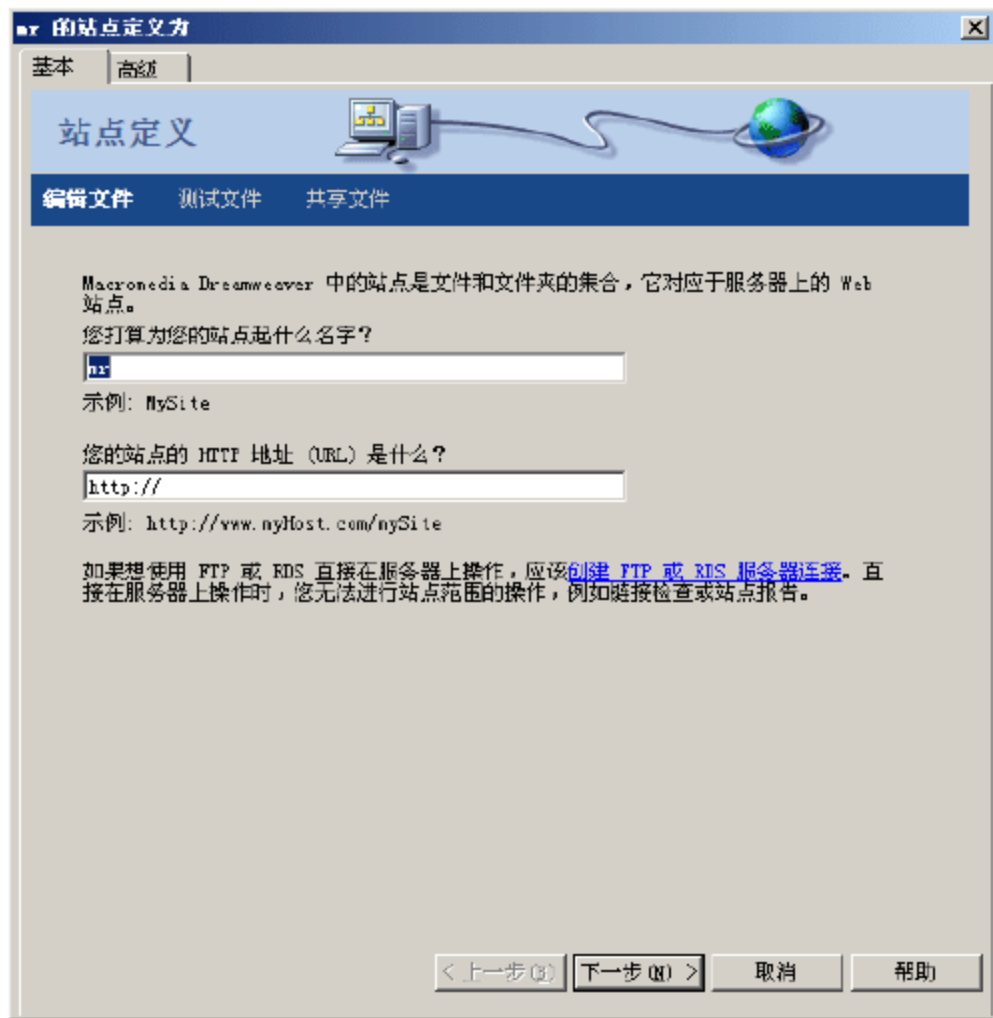 mr 的站点定义为
基本 高级
站点定义
编辑文件 测试文件 共享文件
Macromedia Dreamweaver 中的站点是文件和文件夹的集合，它对应于服务器上的 Web
站点。
您打算为您的站点起什么名字？
mr
示例: MySite
您的站点的 HTTP 地址 (URL) 是什么？
http://
示例: http://www.myHost.com/mySite
如果想使用 FTP 或 RDS 直接在服务器上操作，应该创建 FTP 或 RDS 服务器连接。直
接在服务器上操作时，您无法进行站点范围的操作，例如链接检查或站点报告。
< 上一步(B) 下一步(N) > 取消 帮助